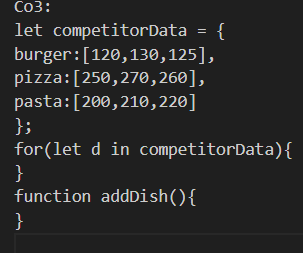 Co3:
let competitorData = {
burger:[120,130,125],
pizza:[250,270,260],
pasta:[200,210,220]
};
for(let d in competitorData){
}
function addDish(){
}